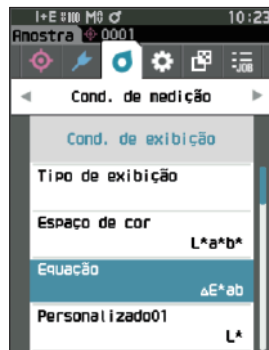 I+E M0 10:23
Amostra 0001
JOB
Cond. de medição
Cond. de exibição
Tipo de exibição
Espaço de cor
L*a*b*
Equação
ΔE*ab
Personalizado01
L*